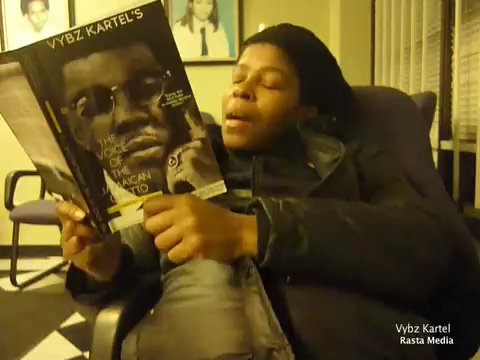 VYBZ KARTEL'S
THE
VOICE
OF THE
JAMAICAN
GHETTO
Vybz Kartel
Rasta Media